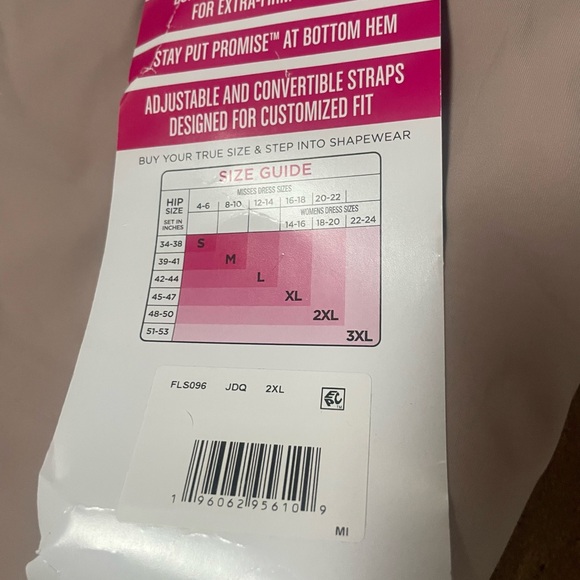 FOR EXTRA-FIRM
STAY PUT PROMISE™ AT BOTTOM HEM
ADJUSTABLE AND CONVERTIBLE STRAPS
DESIGNED FOR CUSTOMIZED FIT
BUY YOUR TRUE SIZE & STEP INTO SHAPEWEAR
SIZE GUIDE
MISSES DRESS SIZES
HIP SIZE 4-6 8-10 12-14 16-18 20-22
SET IN INCHES WOMENS DRESS SIZES
14-16 18-20 22-24
34-38 S
39-41 M
42-44 L
45-47 XL
48-50 2XL
51-53 3XL
FLS096 JDQ 2XL
1 96062 95610 9
MI